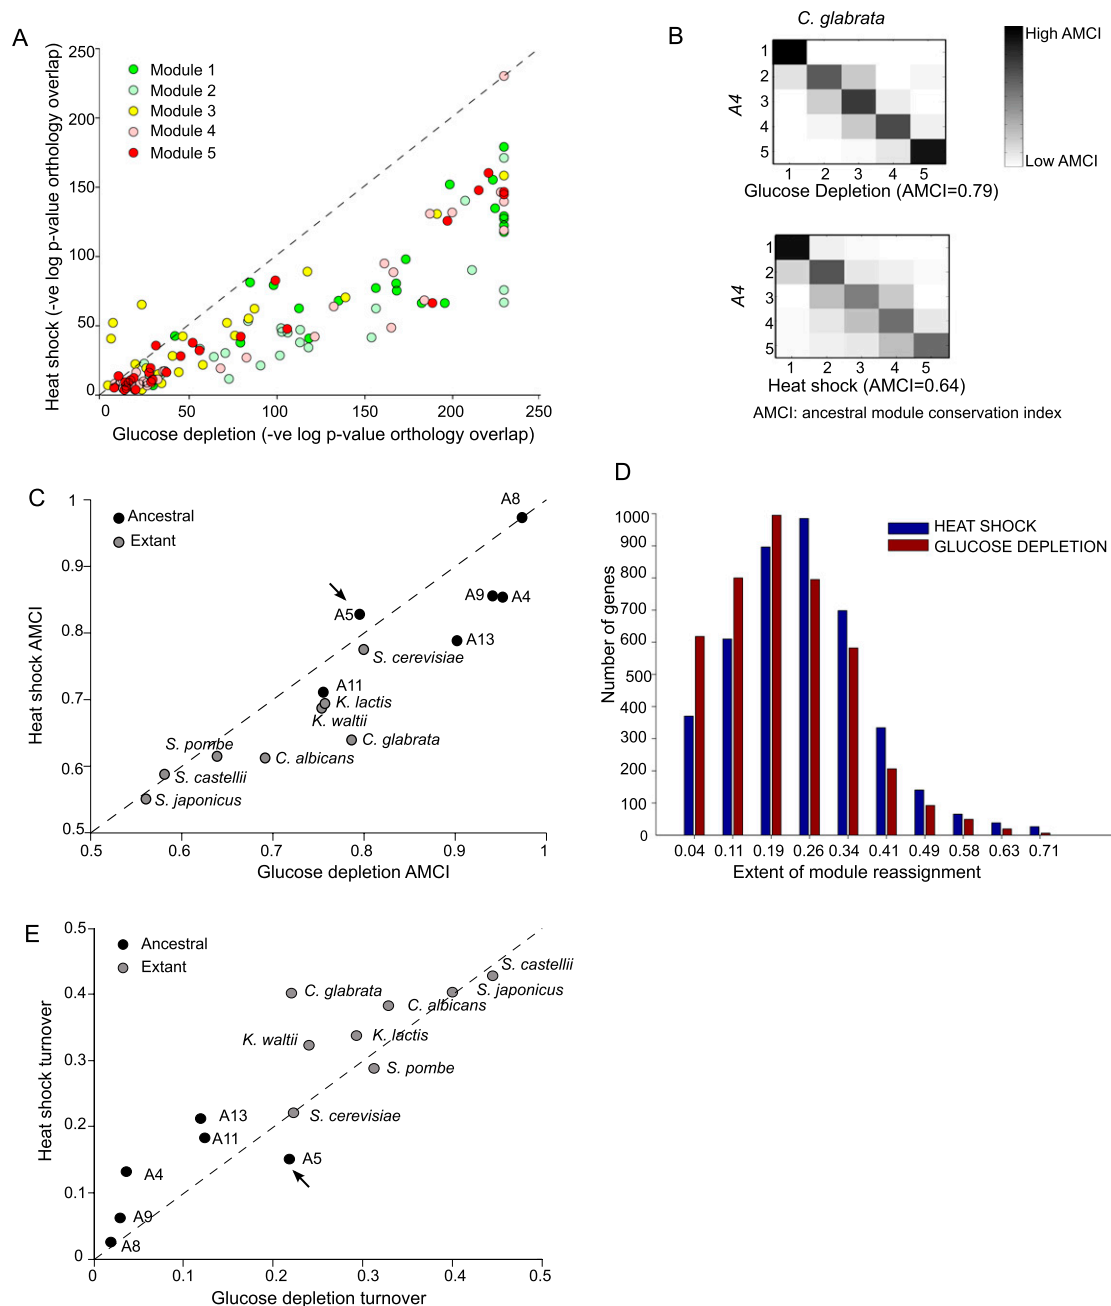 A
250
200
150
100
50
0
Heat shock (-ve log p-value orthology overlap)
Module 1
Module 2
Module 3
Module 4
Module 5
0 50 100 150 200 250
Glucose depletion (-ve log p-value orthology overlap)
B
C. glabrata
A4
1
2
3
4
5
1 2 3 4 5
Glucose Depletion (AMCI=0.79)
High AMCI
Low AMCI
A4
1
2
3
4
5
1 2 3 4 5
Heat shock (AMCI=0.64)
AMCI: ancestral module conservation index
C
1
0.9
0.8
0.7
0.6
0.5
Heat shock AMCI
Ancestral
Extant
A8
A5
A9
A4
A13
S. cerevisiae
A11
K. lactis
K. waltii
C. glabrata
S. pombe
C. albicans
S. castellii
S. japonicus
0.5 0.6 0.7 0.8 0.9 1
Glucose depletion AMCI
D
1000
900
800
700
600
500
400
300
200
100
0
Number of genes
HEAT SHOCK
GLUCOSE DEPLETION
0.04 0.11 0.19 0.26 0.34 0.41 0.49 0.58 0.63 0.71
Extent of module reassignment
E
0.5
0.4
0.3
0.2
0.1
0
Heat shock turnover
Ancestral
Extant
S. castellii
S. japonicus
C. glabrata
C. albicans
K. waltii
K. lactis
S. pombe
S. cerevisiae
A13
A11
A5
A4
A9
A8
0 0.1 0.2 0.3 0.4 0.5
Glucose depletion turnover